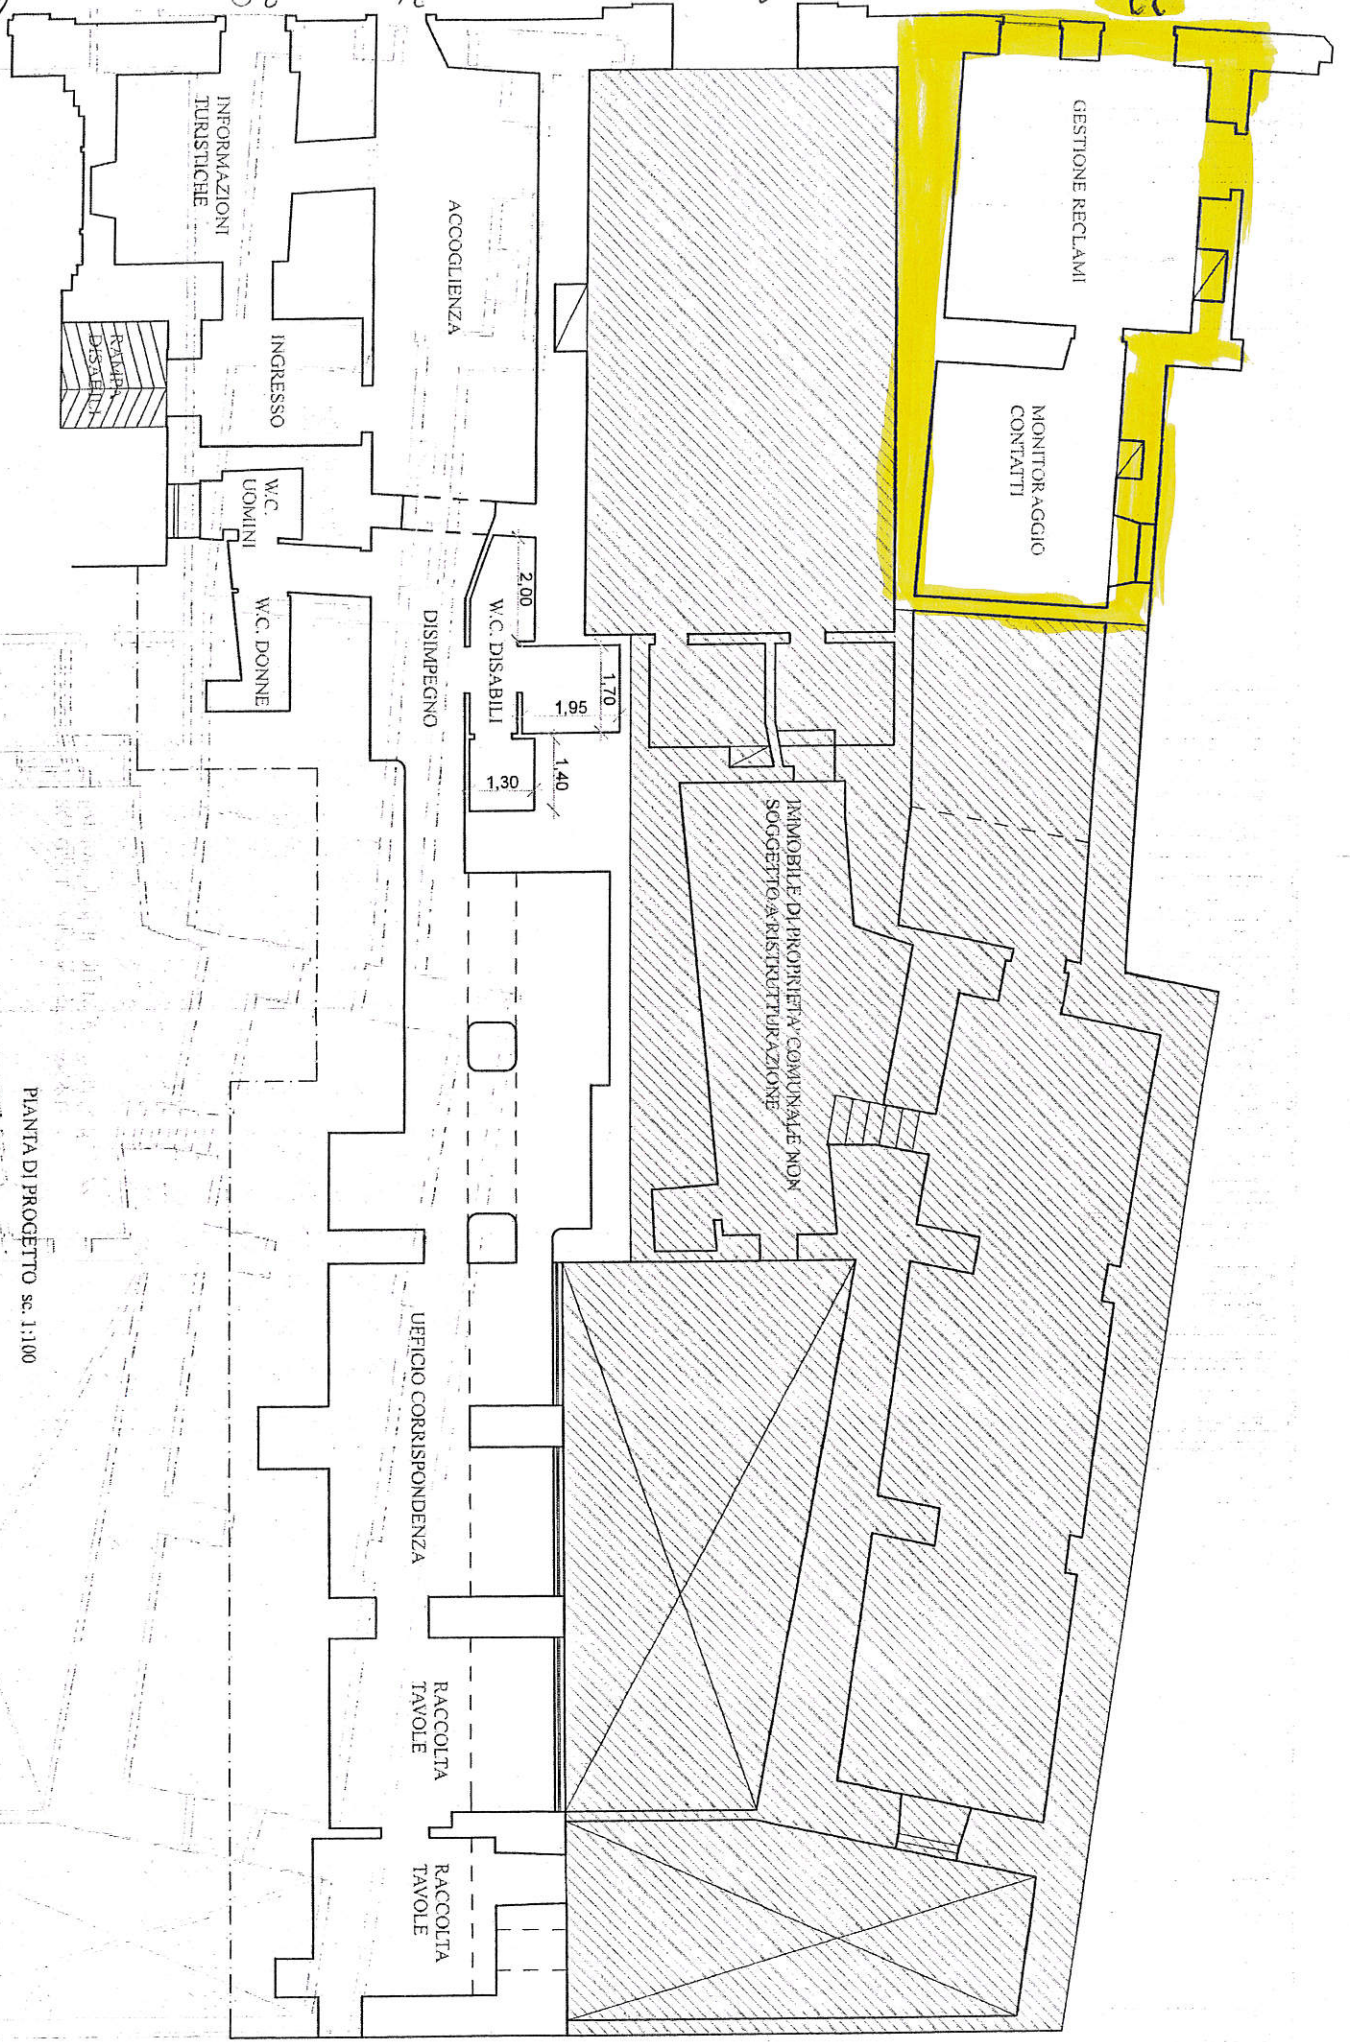 GESTIONE RECLAMI
MONITORAGGIO
CONTATTI
INFORMAZIONI
TURISTICHE
ACCOGLIENZA
INGRESSO
RAMPA
DISABILI
W.C.
UOMINI
W.C. DONNE
DISIMPEGNO
W.C. DISABILI
2,00
1,70
1,95
1,40
1,30
IMMOBILE DI PROPRIETA' COMUNALE NON
SOGGETTO A RISTRUTTURAZIONE
UFFICIO CORRISPONDENZA
RACCOLTA
TAVOLE
RACCOLTA
TAVOLE
PIANTA DI PROGETTO sc. 1:100